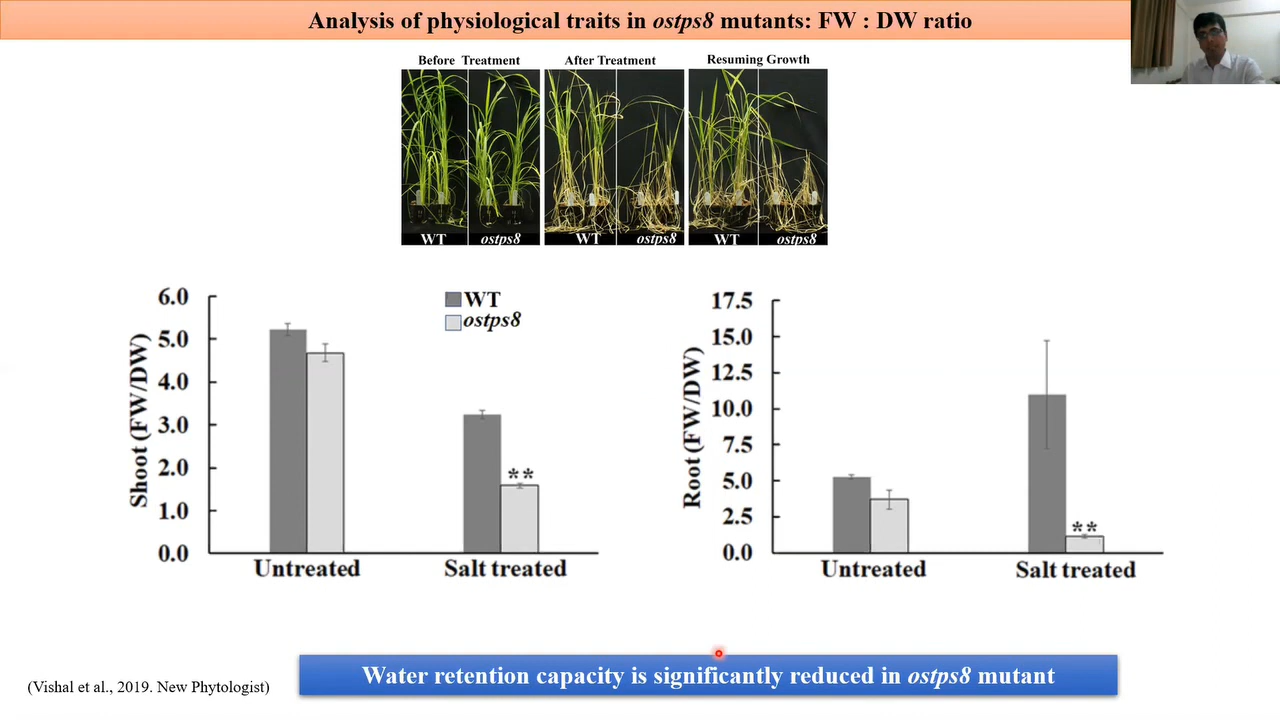 Analysis of physiological traits in ostps8 mutants: FW : DW ratio
Before Treatment
After Treatment
Resuming Growth
WT
ostps8
WT
ostps8
WT
ostps8
Shoot (FW/DW)
6.0
5.0
4.0
3.0
2.0
1.0
0.0
WT
ostps8
**
Untreated
Salt treated
Root (FW/DW)
17.5
15.0
12.5
10.0
7.5
5.0
2.5
0.0
**
Untreated
Salt treated
Water retention capacity is significantly reduced in ostps8 mutant
(Vishal et al., 2019. New Phytologist)